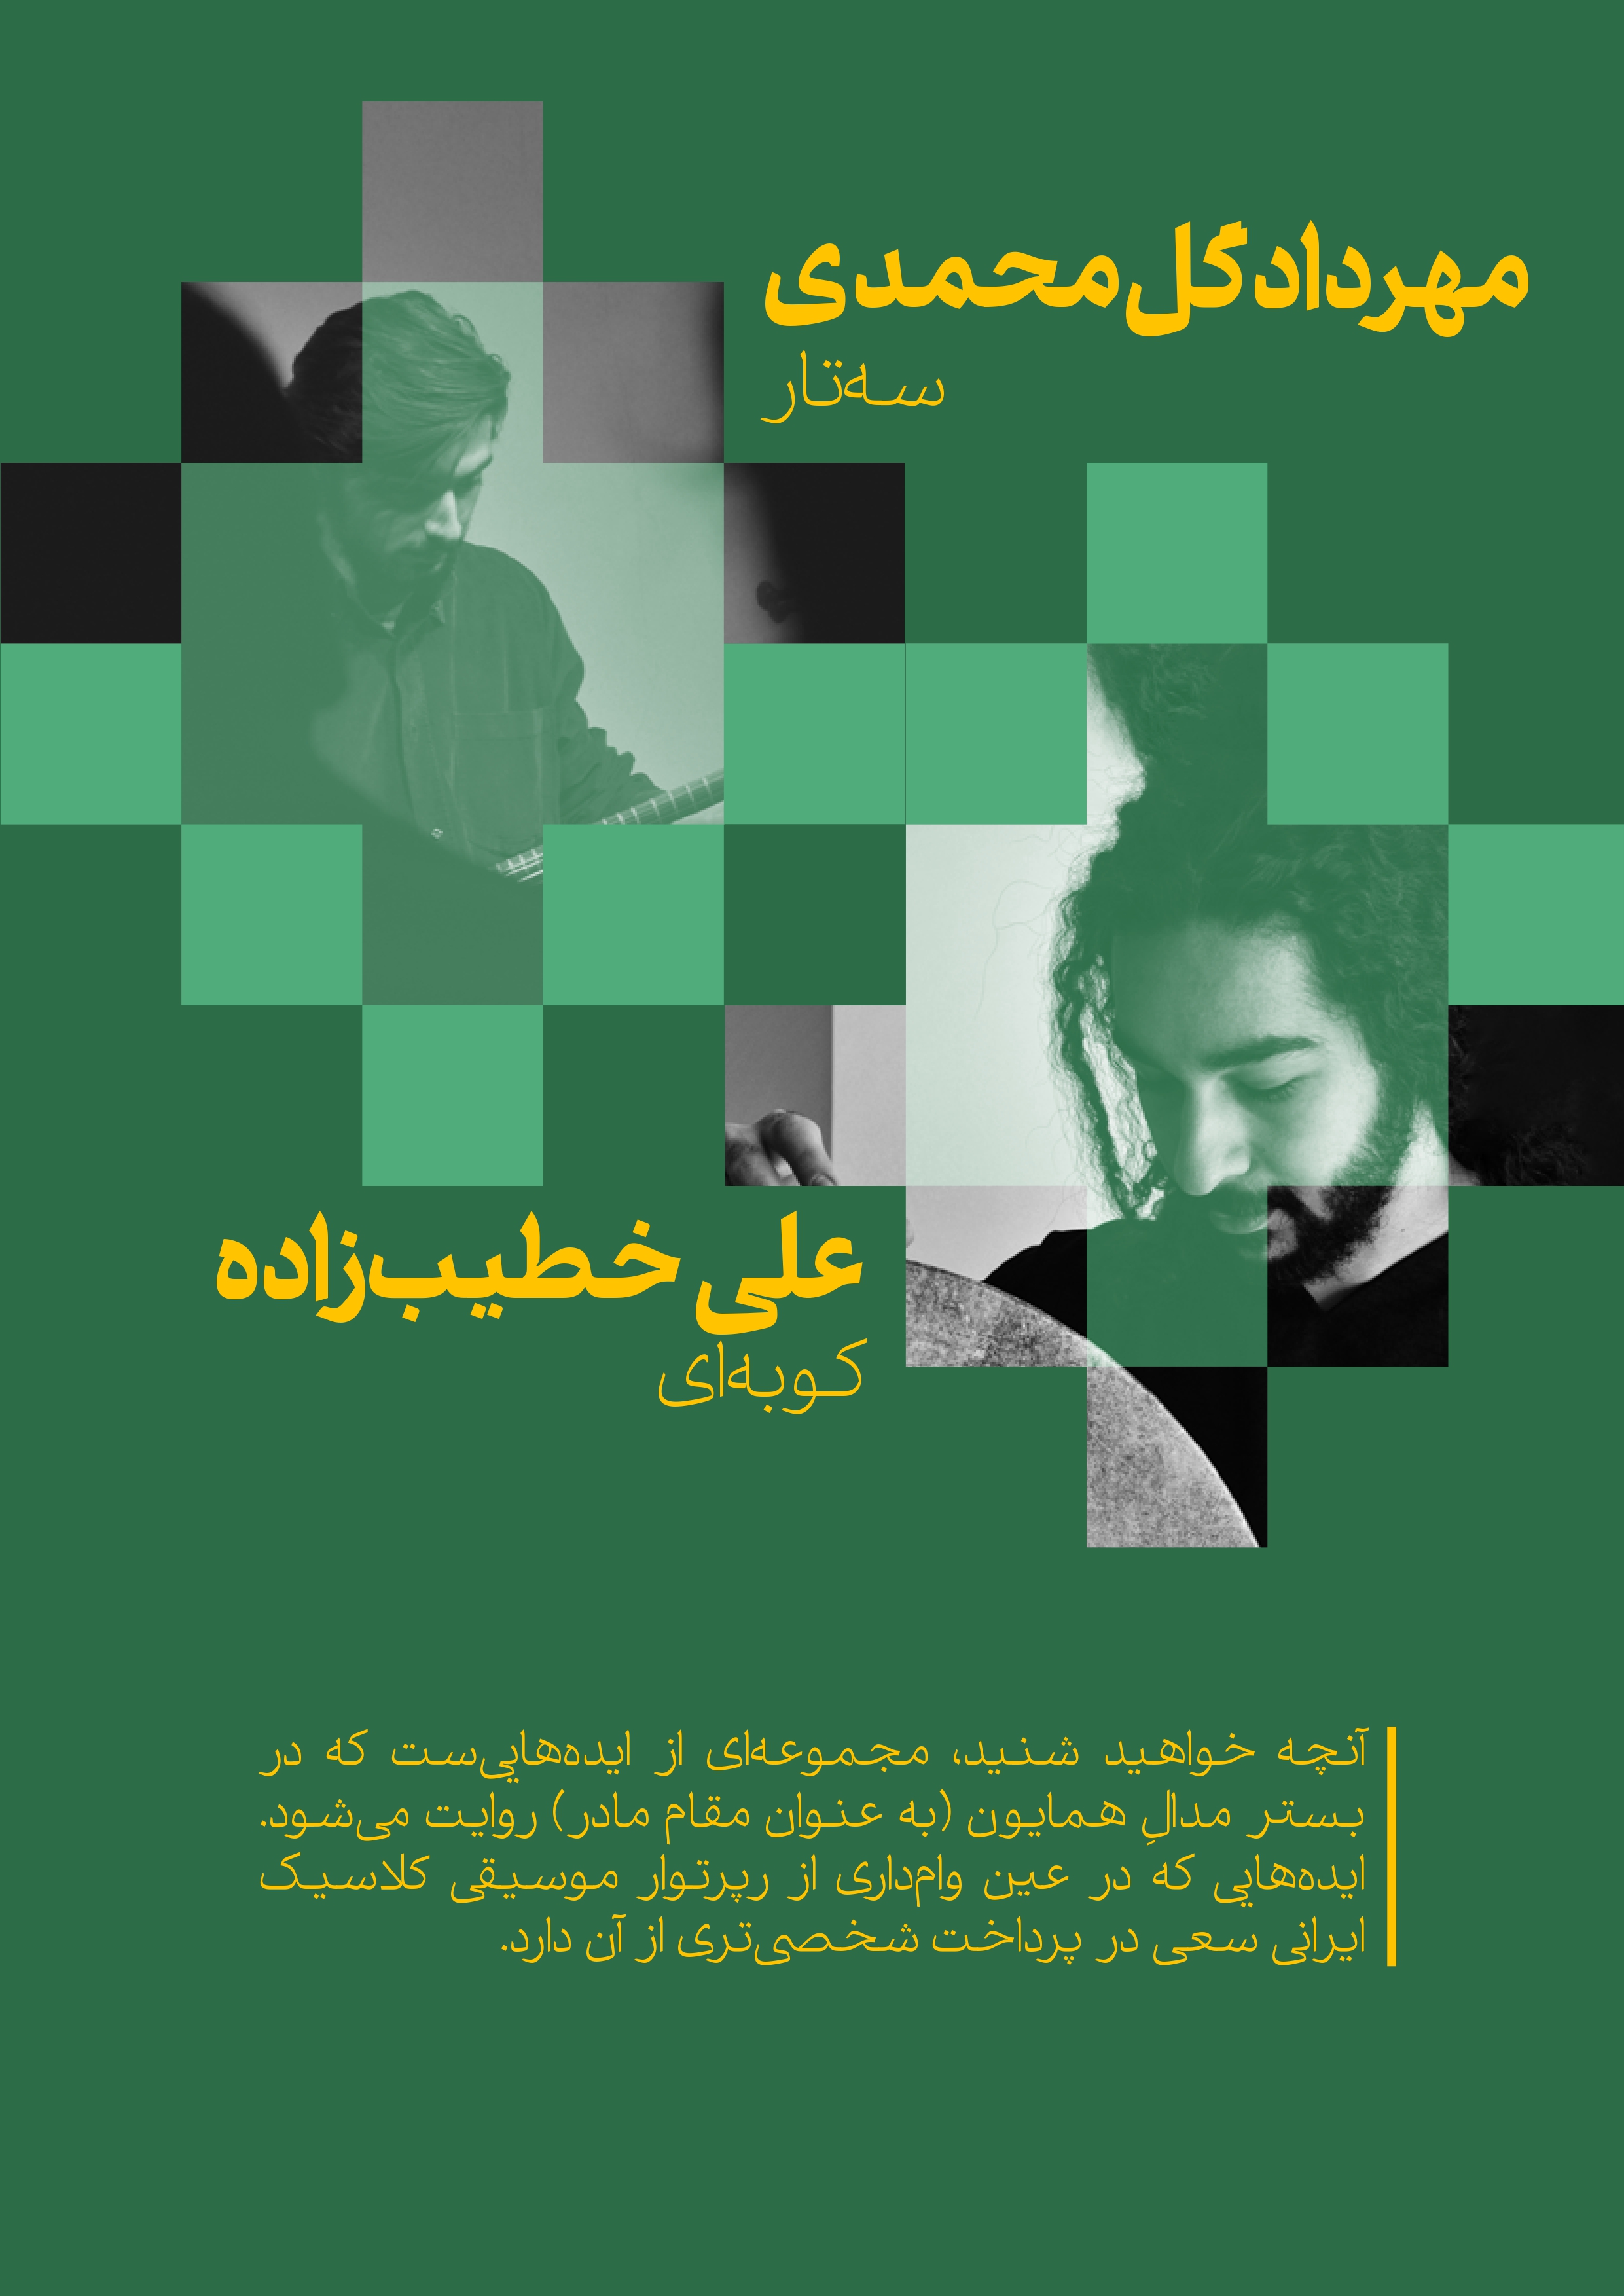 مهرداد گل‌محمدی
سه‌تار
علی خطیب‌زاده
کوبه‌ای
آنچه خواهید شنید، مجموعه‌ای از ایده‌هایی‌ست که در
بستر مدالِ همایون (به عنوان مقام مادر) روایت می‌شود.
ایده‌هایی که در عین وام‌داری از رپرتوار موسیقی کلاسیک
ایرانی سعی در پرداخت شخصی‌تری از آن دارد.